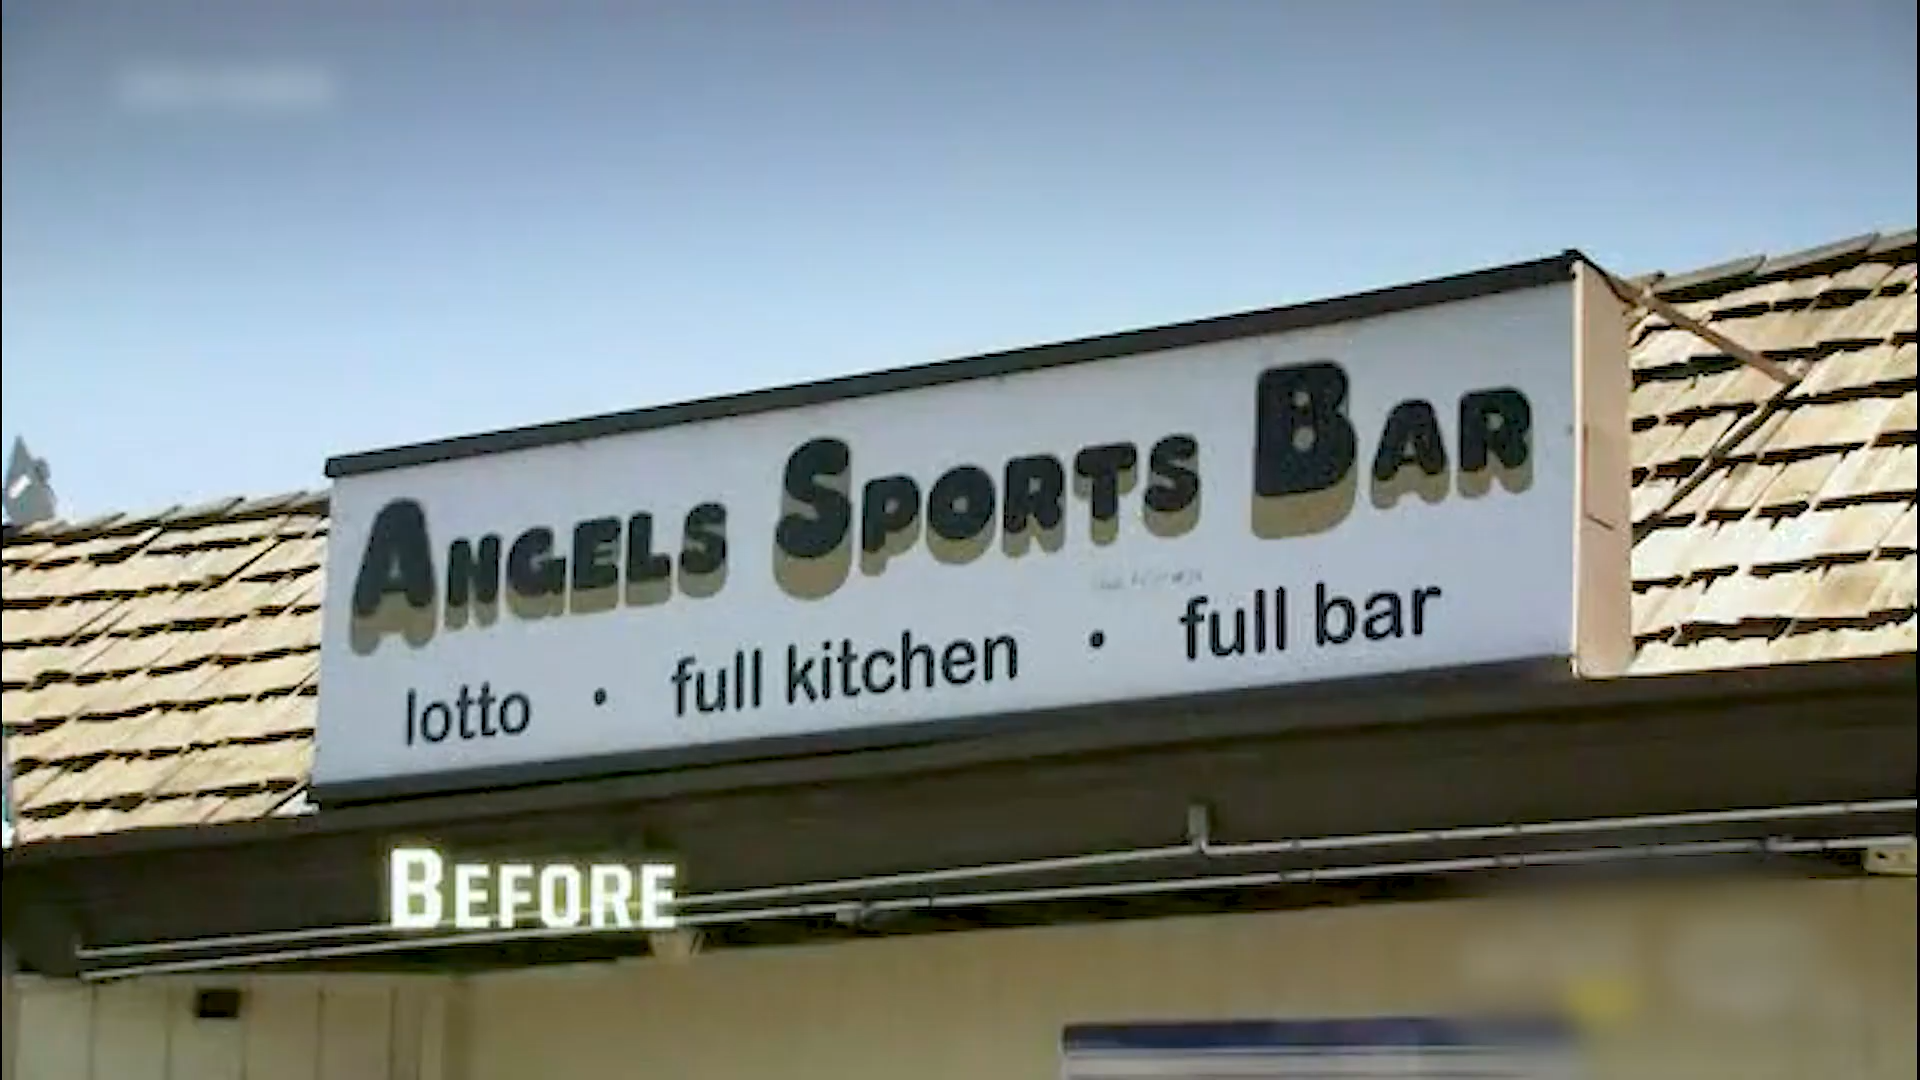 ANGELS SPORTS BAR
lotto • full kitchen • full bar
BEFORE